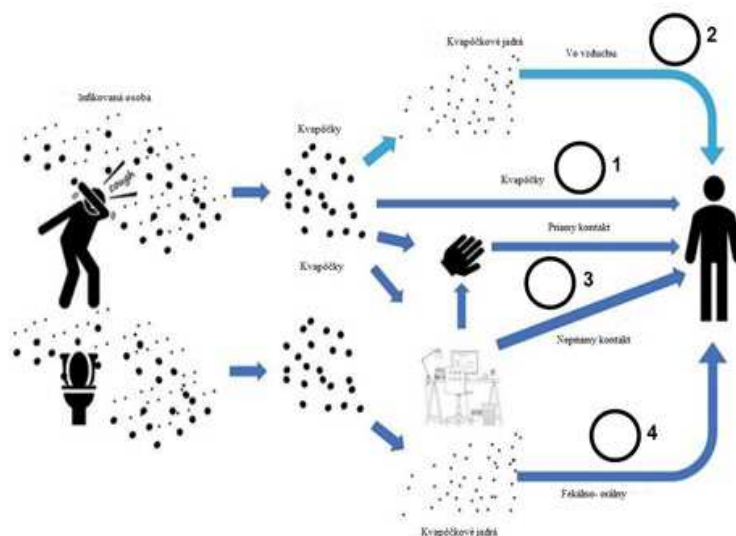 Kvapôčkové jadrá
2
Vo vzduchu
Infikovaná osoba
Kvapôčky
cough
1
Kvapôčky
Priamy kontakt
Kvapôčky
3
Nepriamy kontakt
4
Fekálno- orálny
Kvapôčkové jadrá